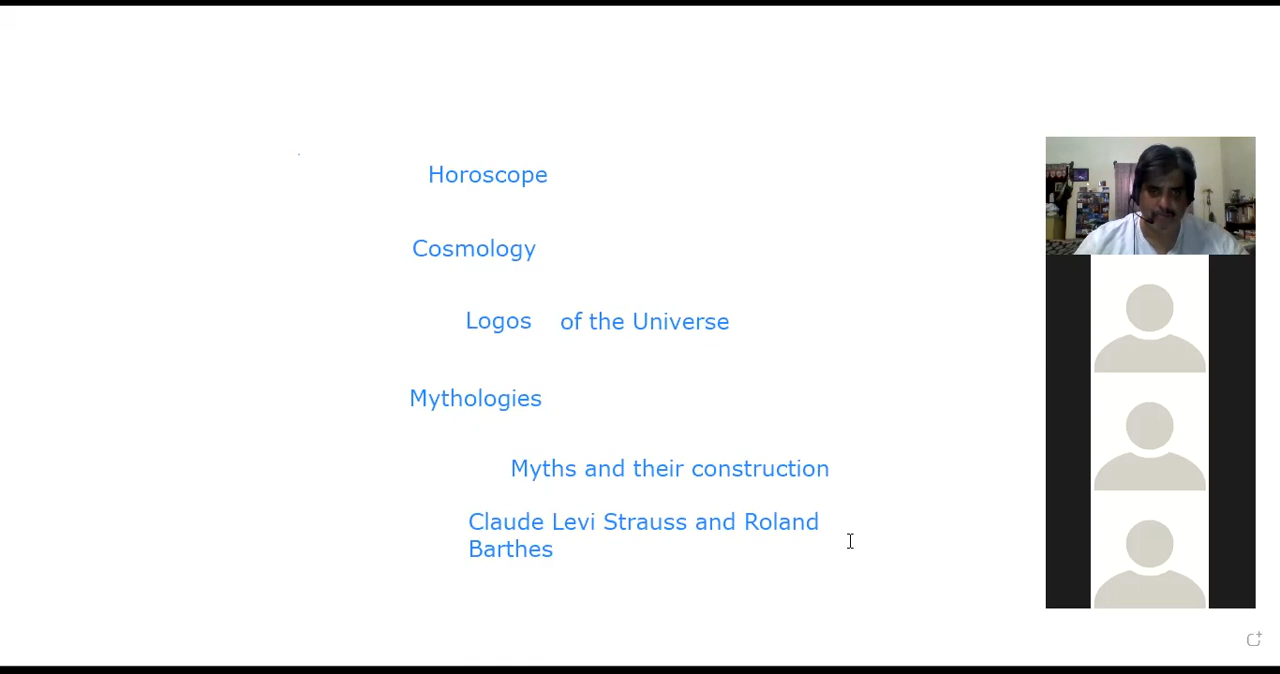 Horoscope
Cosmology
Logos of the Universe
Mythologies
Myths and their construction
Claude Levi Strauss and Roland
Barthes